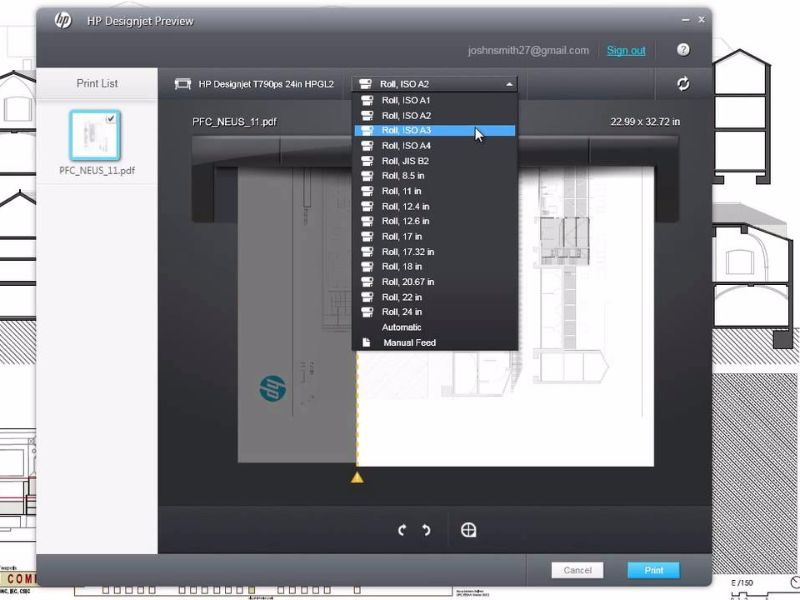 hp HP Designjet Preview
joshnsmith27@gmail.com Sign out ?
Print List
HP Designjet T790ps 24in HPGL2
Roll, ISO A2
PFC_NEUS_11.pdf
PFC_NEUS_11.pdf
22.99 x 32.72 in
Roll, ISO A1
Roll, ISO A2
Roll, ISO A3
Roll, ISO A4
Roll, JIS B2
Roll, 8.5 in
Roll, 11 in
Roll, 12.4 in
Roll, 12.6 in
Roll, 17 in
Roll, 17.32 in
Roll, 18 in
Roll, 20.67 in
Roll, 22 in
Roll, 24 in
Automatic
Manual Feed
hp
Cancel
Print
E /150